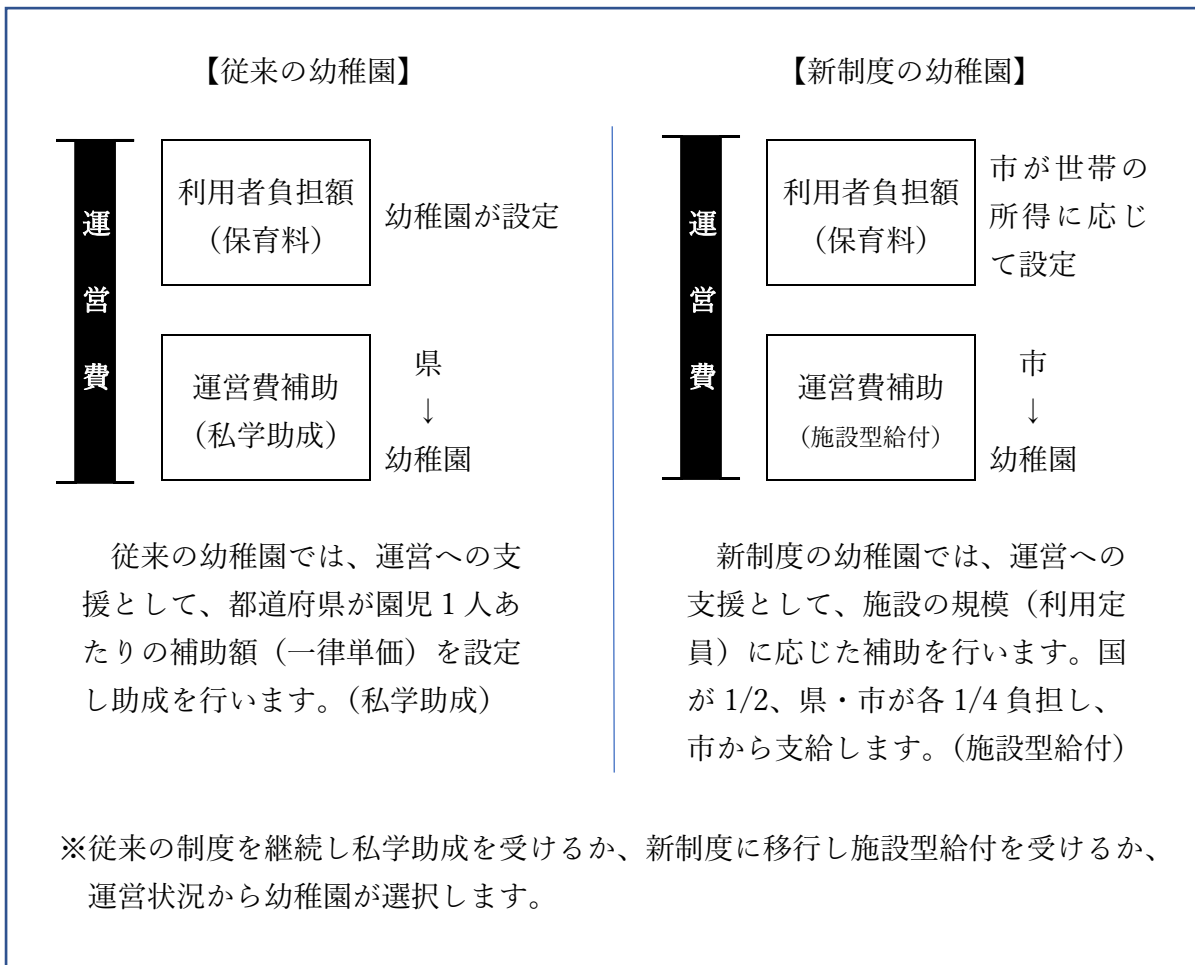 【従来の幼稚園】
運営費
利用者負担額
（保育料）
幼稚園が設定
運営費補助
（私学助成）
県
↓
幼稚園
従来の幼稚園では、運営への支
援として、都道府県が園児１人あ
たりの補助額（一律単価）を設定
し助成を行います。（私学助成）
【新制度の幼稚園】
運営費
利用者負担額
（保育料）
市が世帯の
所得に応じ
て設定
運営費補助
（施設型給付）
市
↓
幼稚園
新制度の幼稚園では、運営への
支援として、施設の規模（利用定
員）に応じた補助を行います。国
が 1/2、県・市が各 1/4 負担し、
市から支給します。（施設型給付）
※従来の制度を継続し私学助成を受けるか、新制度に移行し施設型給付を受けるか、
運営状況から幼稚園が選択します。